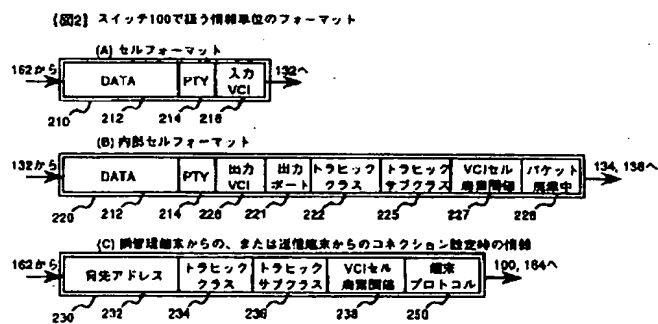 【図2】 スイッチ100で扱う情報単位のフォーマット
(A) セルフォーマット
162から DATA PTY 入力VCI 132へ
210 212 214 216
(B) 内部セルフォーマット
132から DATA PTY 出力VCI 出力ポート トラヒッククラス トラヒックサブクラス VCIセル廃棄閾値 パケット廃棄中 134, 138へ
220 212 214 226 221 222 225 227 228
(C) 網管理端末からの、または送信端末からのコネクション設定時の情報
162から 宛先アドレス トラヒッククラス トラヒックサブクラス VCIセル廃棄閾値 端末プロトコル 100, 164へ
230 232 234 236 238 250